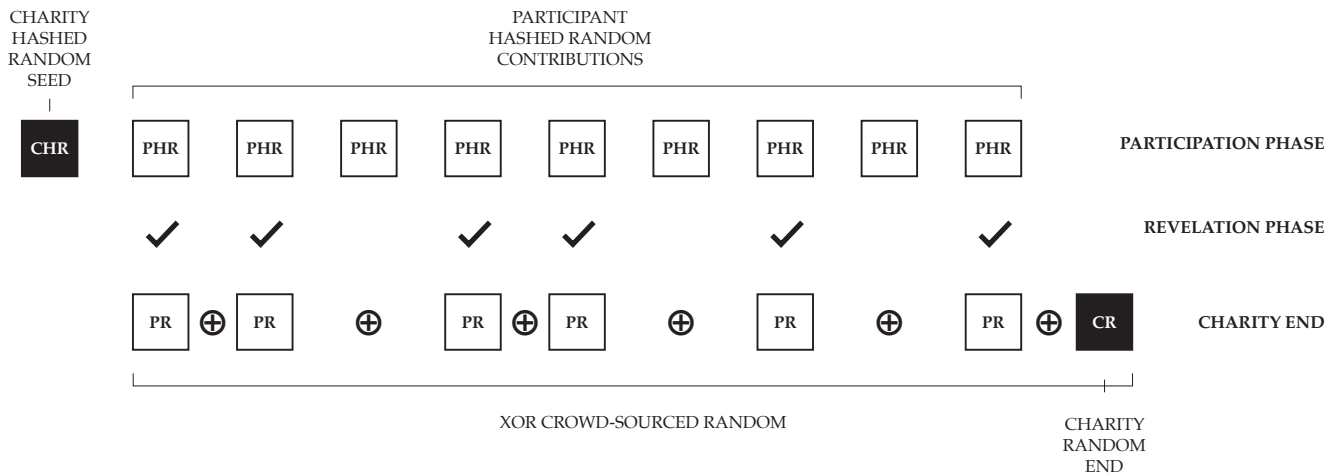 CHARITY
HASHED
RANDOM
SEED
PARTICIPANT
HASHED RANDOM
CONTRIBUTIONS
CHR PHR PHR PHR PHR PHR PHR PHR PHR PHR PARTICIPATION PHASE
REVELATION PHASE
PR ⊕ PR ⊕ PR ⊕ PR ⊕ PR ⊕ PR ⊕ CR CHARITY END
XOR CROWD-SOURCED RANDOM
CHARITY
RANDOM
END